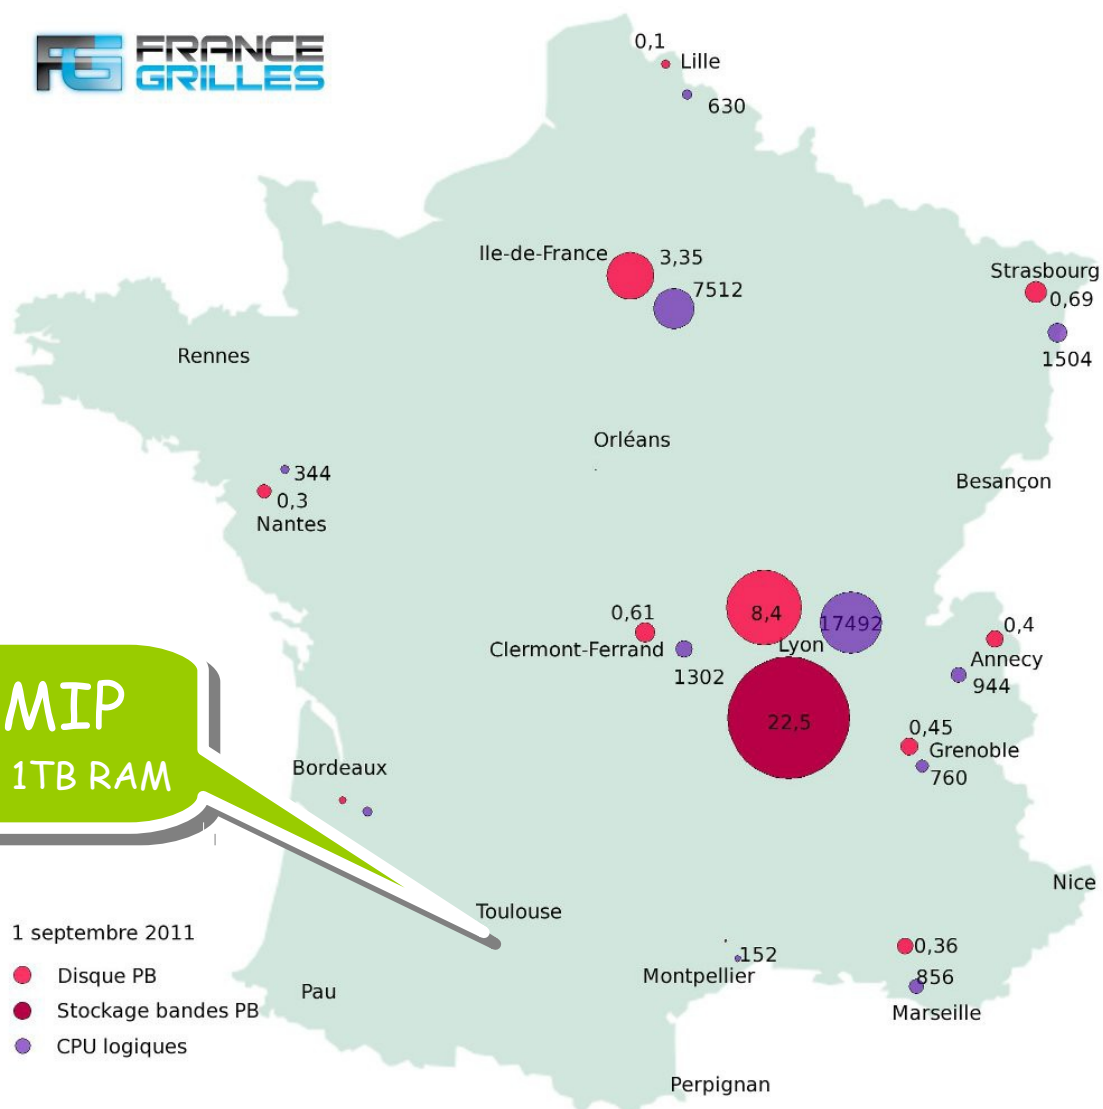 FRANCE
GRILLES
0,1
Lille
630
Ile-de-France
3,35
7512
Strasbourg
0,69
1504
Rennes
Orléans
344
0,3
Nantes
Besançon
0,61
Clermont-Ferrand
1302
8,4
17492
Lyon
22,5
0,4
Annecy
944
0,45
Grenoble
760
MIP
1TB RAM
Bordeaux
Toulouse
Nice
152
Montpellier
0,36
856
Marseille
Pau
Perpignan
1 septembre 2011
Disque PB
Stockage bandes PB
CPU logiques